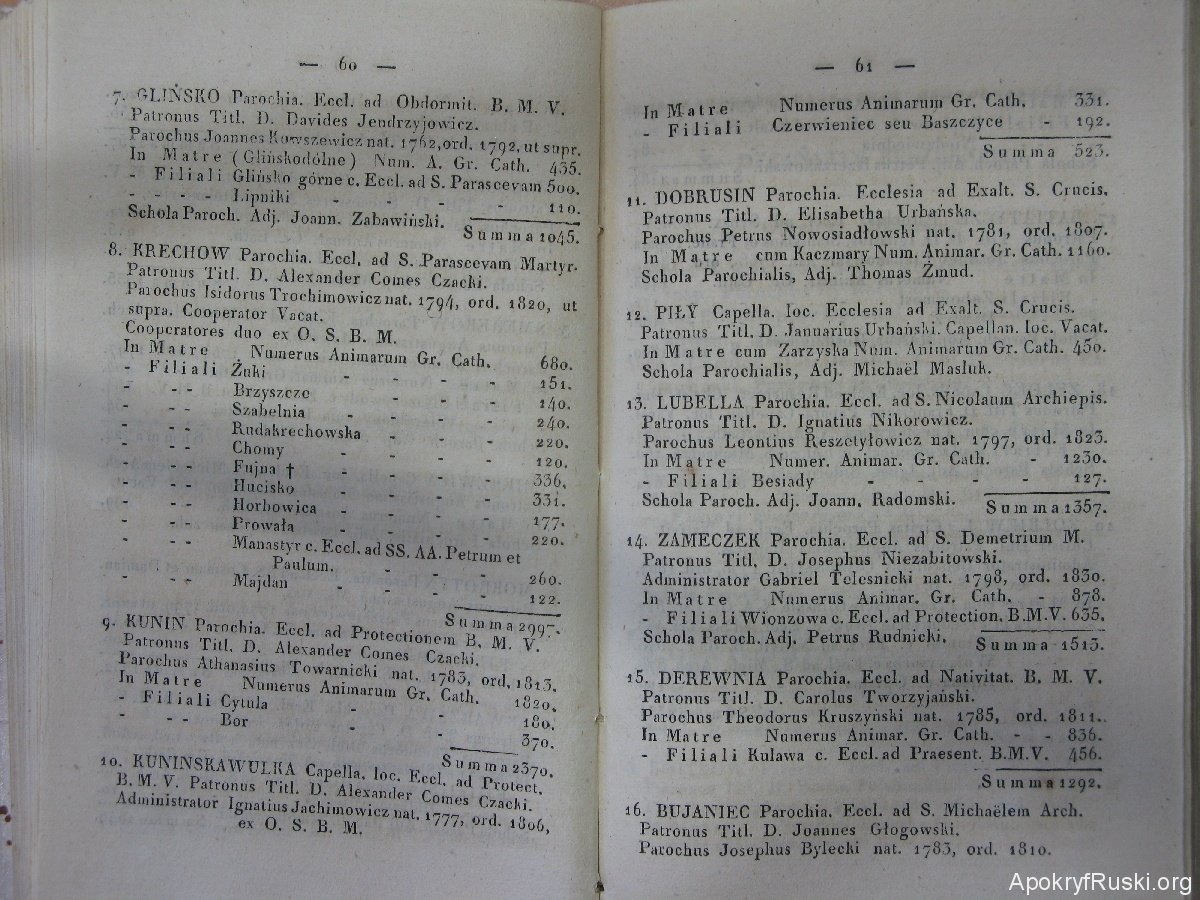 — 60 —
7. GLIŃSKO Parochia. Eccl. ad Obdormit. B. M. V.
Patronus Titl. D. Davides Jendrzyjowicz.
Parochus Joannes Kowszewicz nat. 1762, ord. 1792, ut supr.
In Matre (Glińskodólne) Num. A. Gr. Cath. 435.
- Filiali Glińsko górne c. Eccl. ad S. Parascevam 500.
- - - Lipniki - - - - 110.
Schola Paroch. Adj. Joann. Zabawiński.
Summa 1045.
8. KRECHOW Parochia. Eccl. ad S. Parascevam Martyr.
Patronus Titl. D. Alexander Comes Czacki.
Parochus Isidorus Trochimowicz nat. 1794, ord. 1820, ut
supra. Cooperator Vacat.
Cooperatores duo ex O. S. B. M.
In Matre . Numerus Animarum Gr. Cath. 680.
- Filiali Żuki - - - - 151.
- - - Brzyszcze - - - 140.
- - - Szabelnia - - - - 240.
- - - Rudakrechowska - - - 220.
- - - Chomy - - - 120.
- - - Fujna † - - - - 336.
- - - Hucisko - - - - 331.
- - - Horbowica - - - - 177.
- - - Prowała - - - - 220.
- - - Manastyr c. Eccl. ad SS. AA. Petrum et
Paulum. - - - 260.
- - - Majdan - - - - 122.
Summa 2997.
9. KUNIN Parochia. Eccl. ad Protectionem B. M. V.
Patronus Titl. D. Alexander Comes Czacki.
Parochus Athanasius Towarnicki nat. 1783, ord. 1813.
In Matre Numerus Animarum Gr. Cath. 1820.
- Filiali Cytula - - 180.
- - - Bor - - 370.
Summa 2370.
10. KUNINSKAWULKA Capella. loc. Eccl. ad Protect.
B. M. V. Patronus Titl. D. Alexander Comes Czacki.
Administrator Ignatius Jachimowicz nat. 1777, ord. 1806,
ex O. S. B. M.
— 61 —
In Matre Numerus Animarum Gr. Cath. 331.
- Filiali Czerwieniec seu Baszczyce - 192.
Summa 523.
11. DOBRUSIN Parochia. Ecclesia ad Exalt. S. Crucis.
Patronus Titl. D. Elisabetha Urbańska.
Parochus Petrus Nowosiadłowski nat. 1781, ord. 1807.
In Matre cum Kaczmary Num. Animar. Gr. Cath. 1160.
Schola Parochialis, Adj. Thomas Żmud.
12. PIŁY Capella. loc. Ecclesia ad Exalt. S. Crucis.
Patronus Titl. D. Januarius Urbański. Capellan. loc. Vacat.
In Matre cum Zarzyska Num. Animarum Gr. Cath. 450.
Schola Parochialis, Adj. Michaël Masluk.
13. LUBELLA Parochia. Eccl. ad S. Nicolaum Archiepis.
Patronus Titl. D. Ignatius Nikorowicz.
Parochus Leontius Reszetyłowicz nat. 1797, ord. 1823.
In Matre Numer. Animar. Gr. Cath. - 1230.
- Filiali Besiady - - - - 127.
Schola Paroch. Adj. Joann. Radomski.
Summa 1357.
14. ZAMECZEK Parochia. Eccl. ad S. Demetrium M.
Patronus Titl. D. Josephus Niezabitowski.
Administrator Gabriel Telesnicki nat. 1798, ord. 1830.
In Matre Numerus Animar. Gr. Cath. - 878.
- Filiali Wionzowa c. Eccl. ad Protection. B.M.V. 635.
Schola Paroch. Adj. Petrus Rudnicki.
Summa 1513.
15. DEREWNIA Parochia. Eccl. ad Nativitat. B. M. V.
Patronus Titl. D. Carolus Tworzyjański.
Parochus Theodorus Kruszyński nat. 1785, ord. 1811.
In Matre Numerus Animar. Gr. Cath. - - 836.
- Filiali Kulawa c. Eccl. ad Praesent. B.M.V. 456.
Summa 1292.
16. BUJANIEC Parochia. Eccl. ad S. Michaëlem Arch.
Patronus Titl. D. Joannes Głogowski.
Parochus Josephus Bylecki nat. 1783, ord. 1810.
ApokryfRuski.org